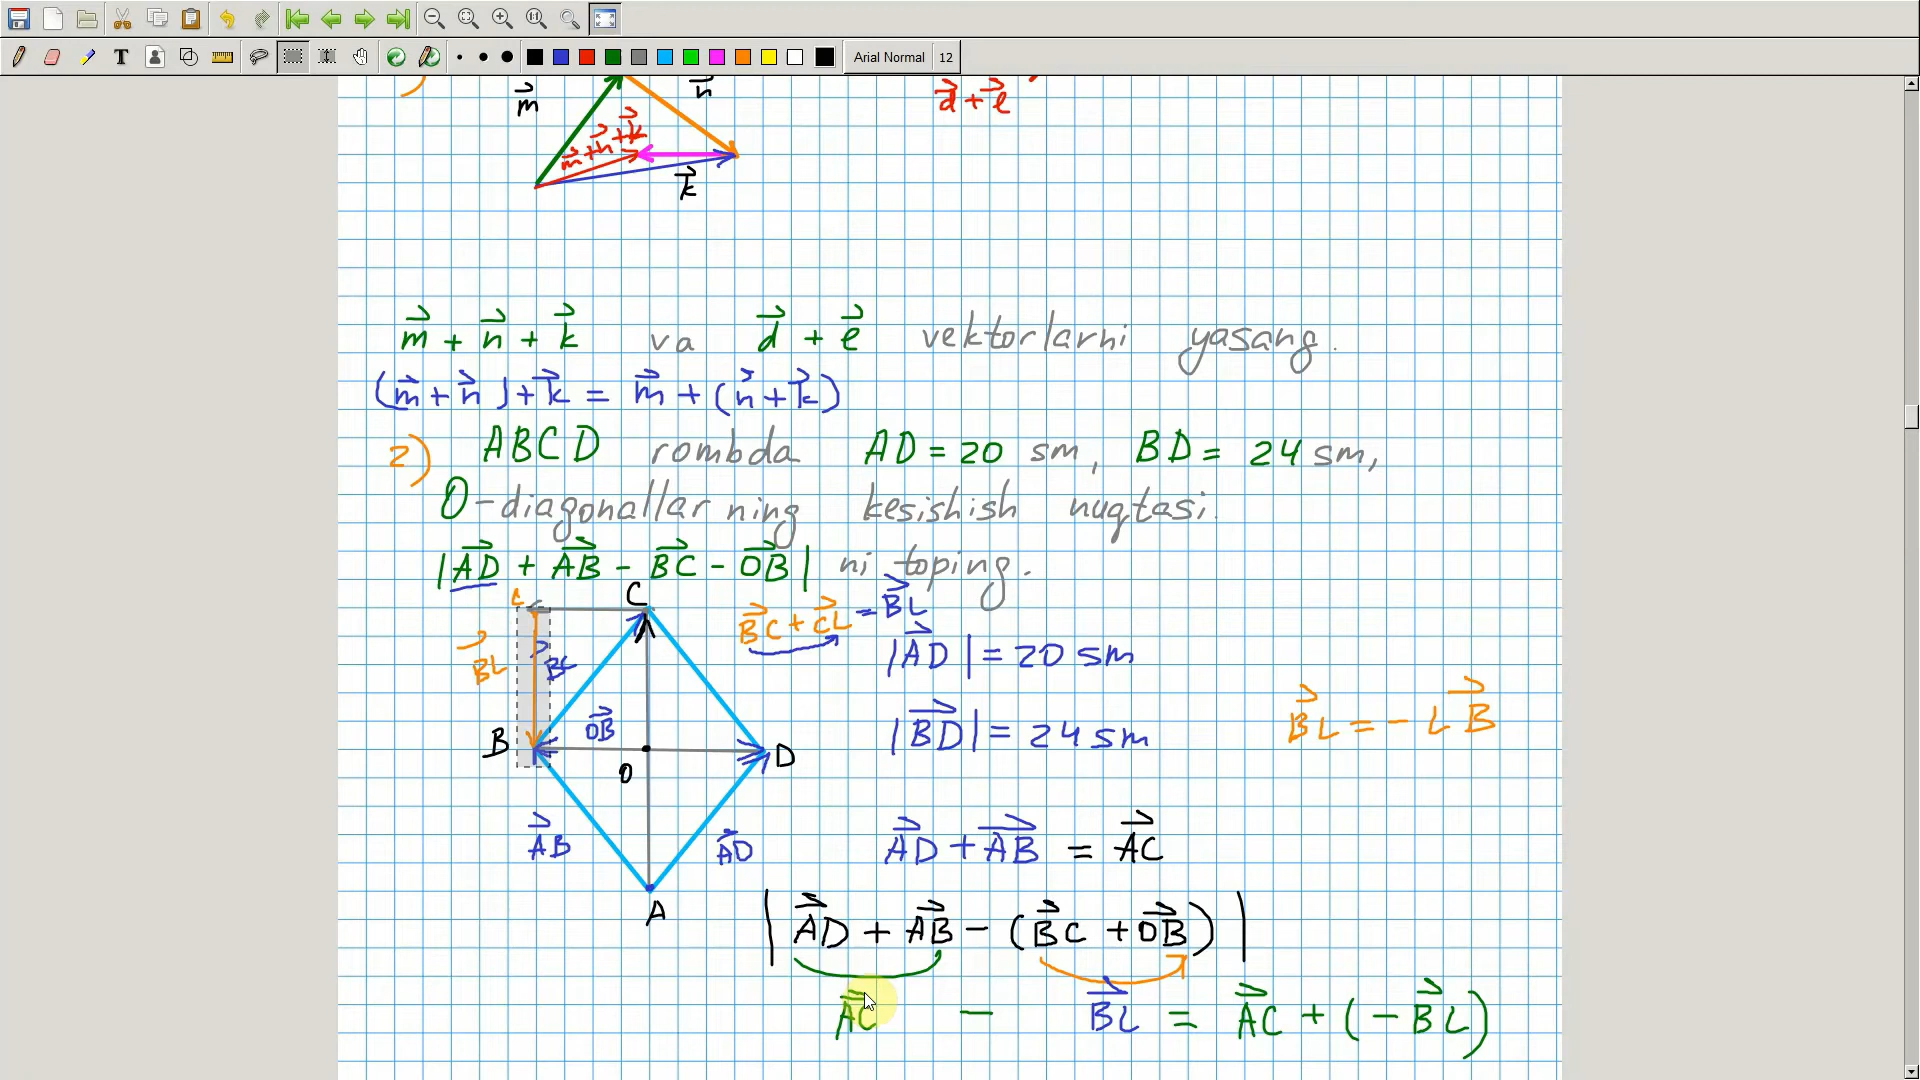 Arial Normal 12
m⃗ n⃗ d⃗ + e⃗
m⃗ + n⃗ + k⃗
k⃗
m⃗ + n⃗ + k⃗ va d⃗ + e⃗ vektorlarni yasang.
(m⃗ + n⃗) + k⃗ = m⃗ + (n⃗ + k⃗)
2) ABCD rombda AD = 20 sm, BD = 24 sm,
O-diagonallarning kesishish nuqtasi.
|AD⃗ + AB⃗ - BC⃗ - OB⃗| ni toping.
L C BC⃗ + CL⃗ = BL⃗
BL⃗ BC⃗ |AD⃗| = 20 sm
B OB⃗ O D |BD⃗| = 24 sm BL⃗ = - LB⃗
AB⃗ AD⃗ AD⃗ + AB⃗ = AC⃗
A |AD⃗ + AB⃗ - (BC⃗ + OB⃗)|
AC⃗ - BL⃗ = AC⃗ + (- BL⃗)